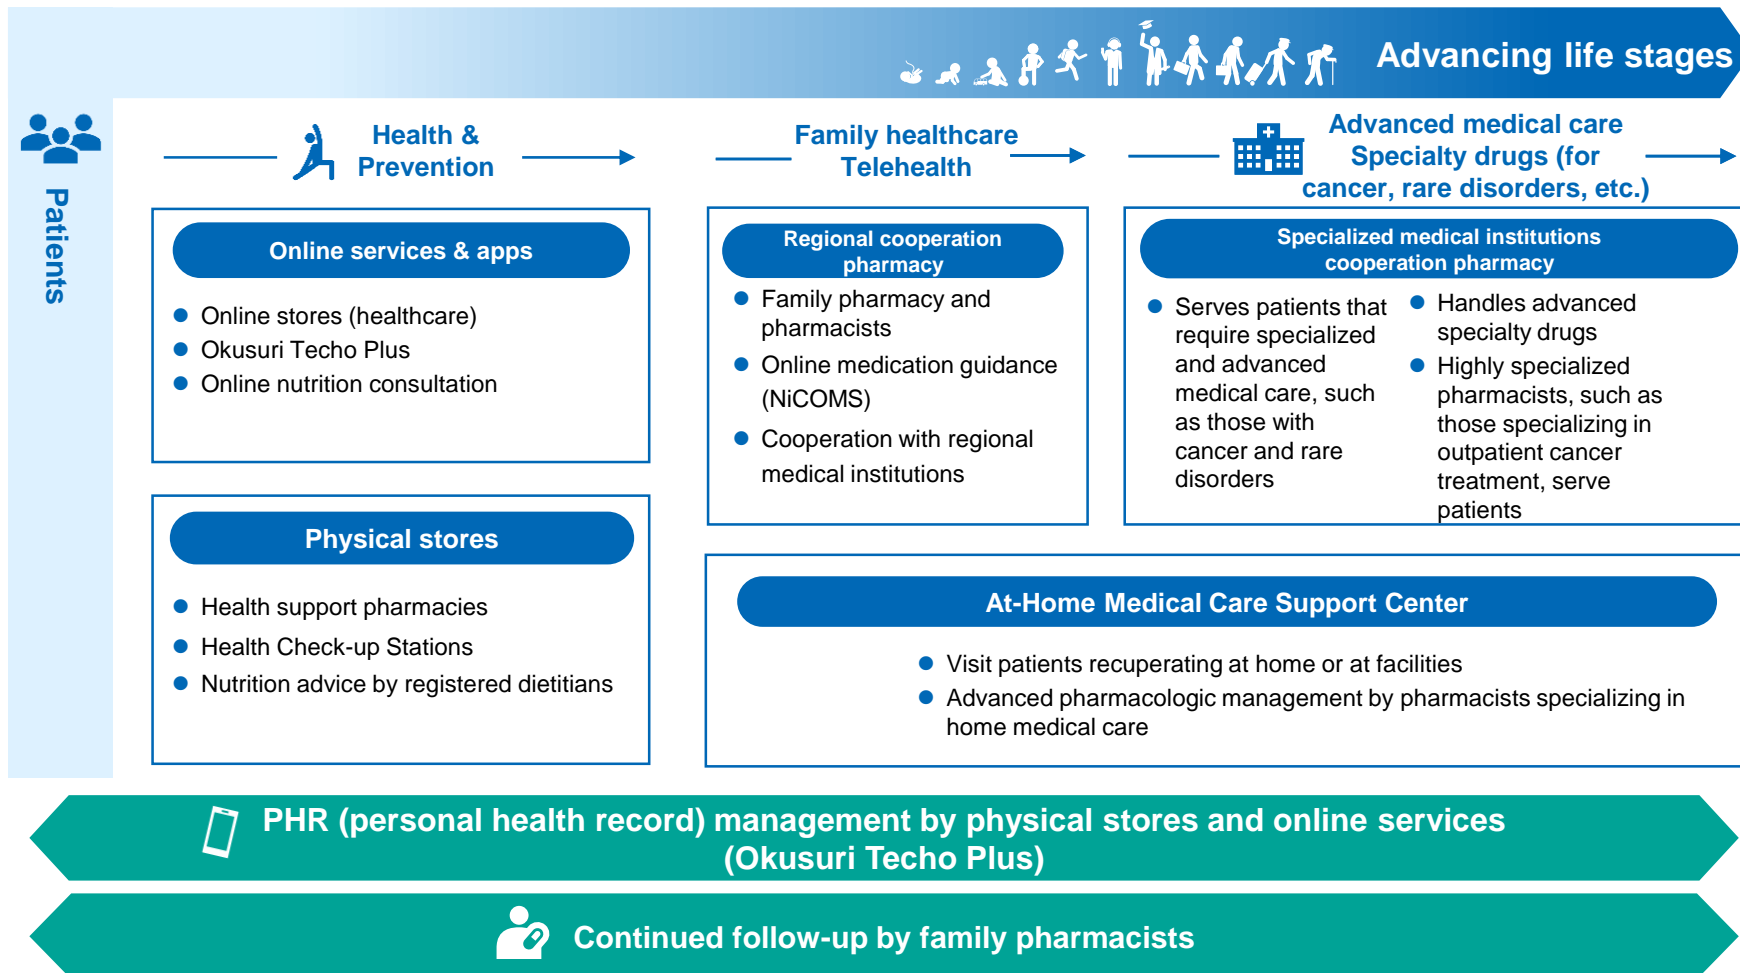 Advancing life stages
Patients
Health &
Prevention
Family healthcare
Telehealth
Advanced medical care
Specialty drugs (for
cancer, rare disorders, etc.)
Online services & apps
Online stores (healthcare)
Okusuri Techo Plus
Online nutrition consultation
Physical stores
Health support pharmacies
Health Check-up Stations
Nutrition advice by registered dietitians
Regional cooperation
pharmacy
Family pharmacy and
pharmacists
Online medication guidance
(NiCOMS)
Cooperation with regional
medical institutions
Specialized medical institutions
cooperation pharmacy
Serves patients that
require specialized
and advanced
medical care, such
as those with
cancer and rare
disorders
Handles advanced
specialty drugs
Highly specialized
pharmacists, such as
those specializing in
outpatient cancer
treatment, serve
patients
At-Home Medical Care Support Center
Visit patients recuperating at home or at facilities
Advanced pharmacologic management by pharmacists specializing in
home medical care
PHR (personal health record) management by physical stores and online services
(Okusuri Techo Plus)
Continued follow-up by family pharmacists